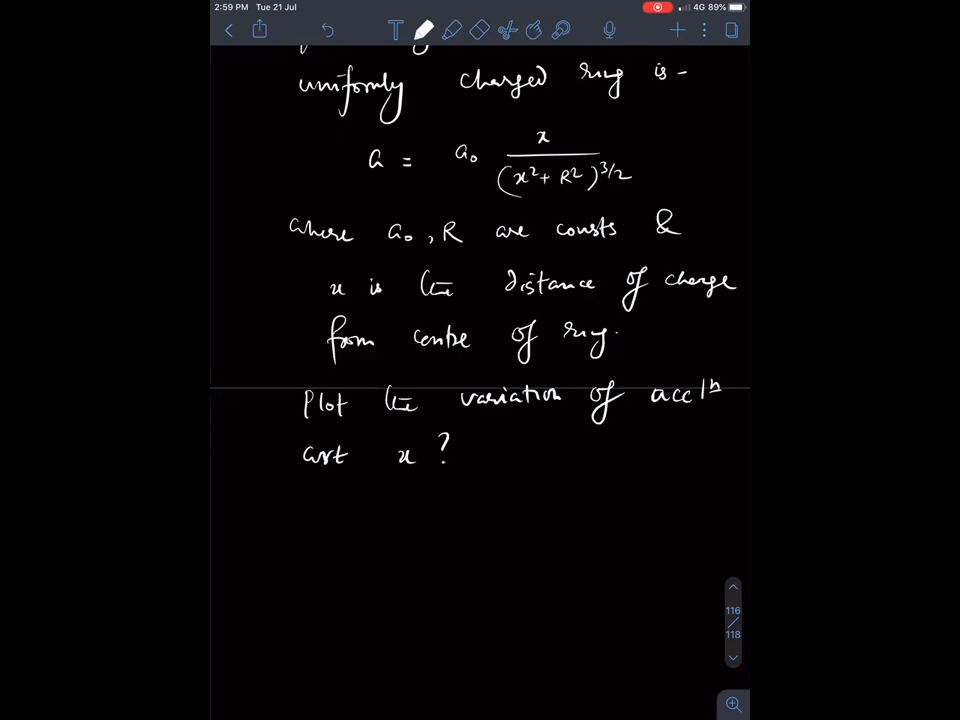 2:59 PM Tue 21 Jul
4G 89%
T
uniformly charged ring is -
a = a₀ x / (x² + R²)^3/2
where a₀, R are consts &
x is the distance of charge
from centre of ring.
Plot the variation of accln
wrt x ?
116
118